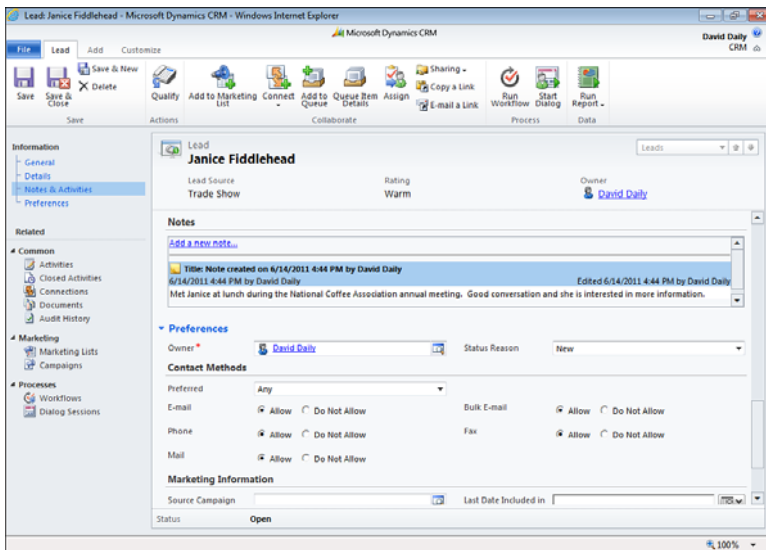 Lead: Janice Fiddlehead - Microsoft Dynamics CRM - Windows Internet Explorer
Microsoft Dynamics CRM
David Daily
CRM
File Lead Add Customize
Save
Save & Close
Save & New
Delete
Save
Qualify
Actions
Add to Marketing List
Connect
Add to Queue
Queue Item Details
Assign
Sharing
Copy a Link
E-mail a Link
Collaborate
Run Workflow
Start Dialog
Process
Run Report
Data
Information
General
Details
Notes & Activities
Preferences
Related
Common
Activities
Closed Activities
Connections
Documents
Audit History
Marketing
Marketing Lists
Campaigns
Processes
Workflows
Dialog Sessions
Lead
Janice Fiddlehead
Leads
Lead Source Rating Owner
Trade Show Warm David Daily
Notes
Add a new note...
Title: Note created on 6/14/2011 4:44 PM by David Daily
6/14/2011 4:44 PM by David Daily Edited 6/14/2011 4:44 PM by David Daily
Met Janice at lunch during the National Coffee Association annual meeting. Good conversation and she is interested in more information.
Preferences
Owner* David Daily Status Reason New
Contact Methods
Preferred Any
E-mail Allow Do Not Allow Bulk E-mail Allow Do Not Allow
Phone Allow Do Not Allow Fax Allow Do Not Allow
Mail Allow Do Not Allow
Marketing Information
Source Campaign Last Date Included in
Status Open
100%